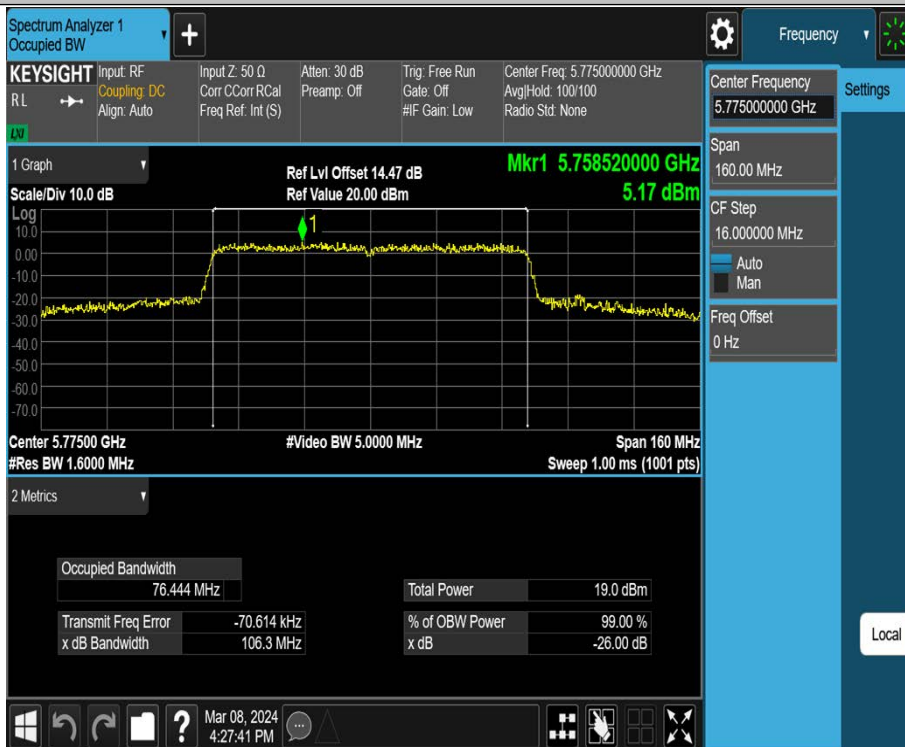 Spectrum Analyzer 1
Occupied BW
Frequency
KEYSIGHT
RL
LXI
Input: RF
Coupling: DC
Align: Auto
Input Z: 50 Ω
Corr CCorr RCal
Freq Ref: Int (S)
Atten: 30 dB
Preamp: Off
Trig: Free Run
Gate: Off
#IF Gain: Low
Center Freq: 5.775000000 GHz
Avg|Hold: 100/100
Radio Std: None
Center Frequency
5.775000000 GHz
Settings
Span
160.00 MHz
CF Step
16.000000 MHz
Auto
Man
Freq Offset
0 Hz
Local
1 Graph
Scale/Div 10.0 dB
Ref Lvl Offset 14.47 dB
Ref Value 20.00 dBm
Mkr1 5.758520000 GHz
5.17 dBm
Log
1
10.0
0.00
-10.0
-20.0
-30.0
-40.0
-50.0
-60.0
-70.0
Center 5.77500 GHz
#Video BW 5.0000 MHz
Span 160 MHz
#Res BW 1.6000 MHz
Sweep 1.00 ms (1001 pts)
2 Metrics
Occupied Bandwidth
76.444 MHz
Total Power 19.0 dBm
Transmit Freq Error -70.614 kHz
% of OBW Power 99.00 %
x dB Bandwidth 106.3 MHz
x dB -26.00 dB
?
Mar 08, 2024
4:27:41 PM